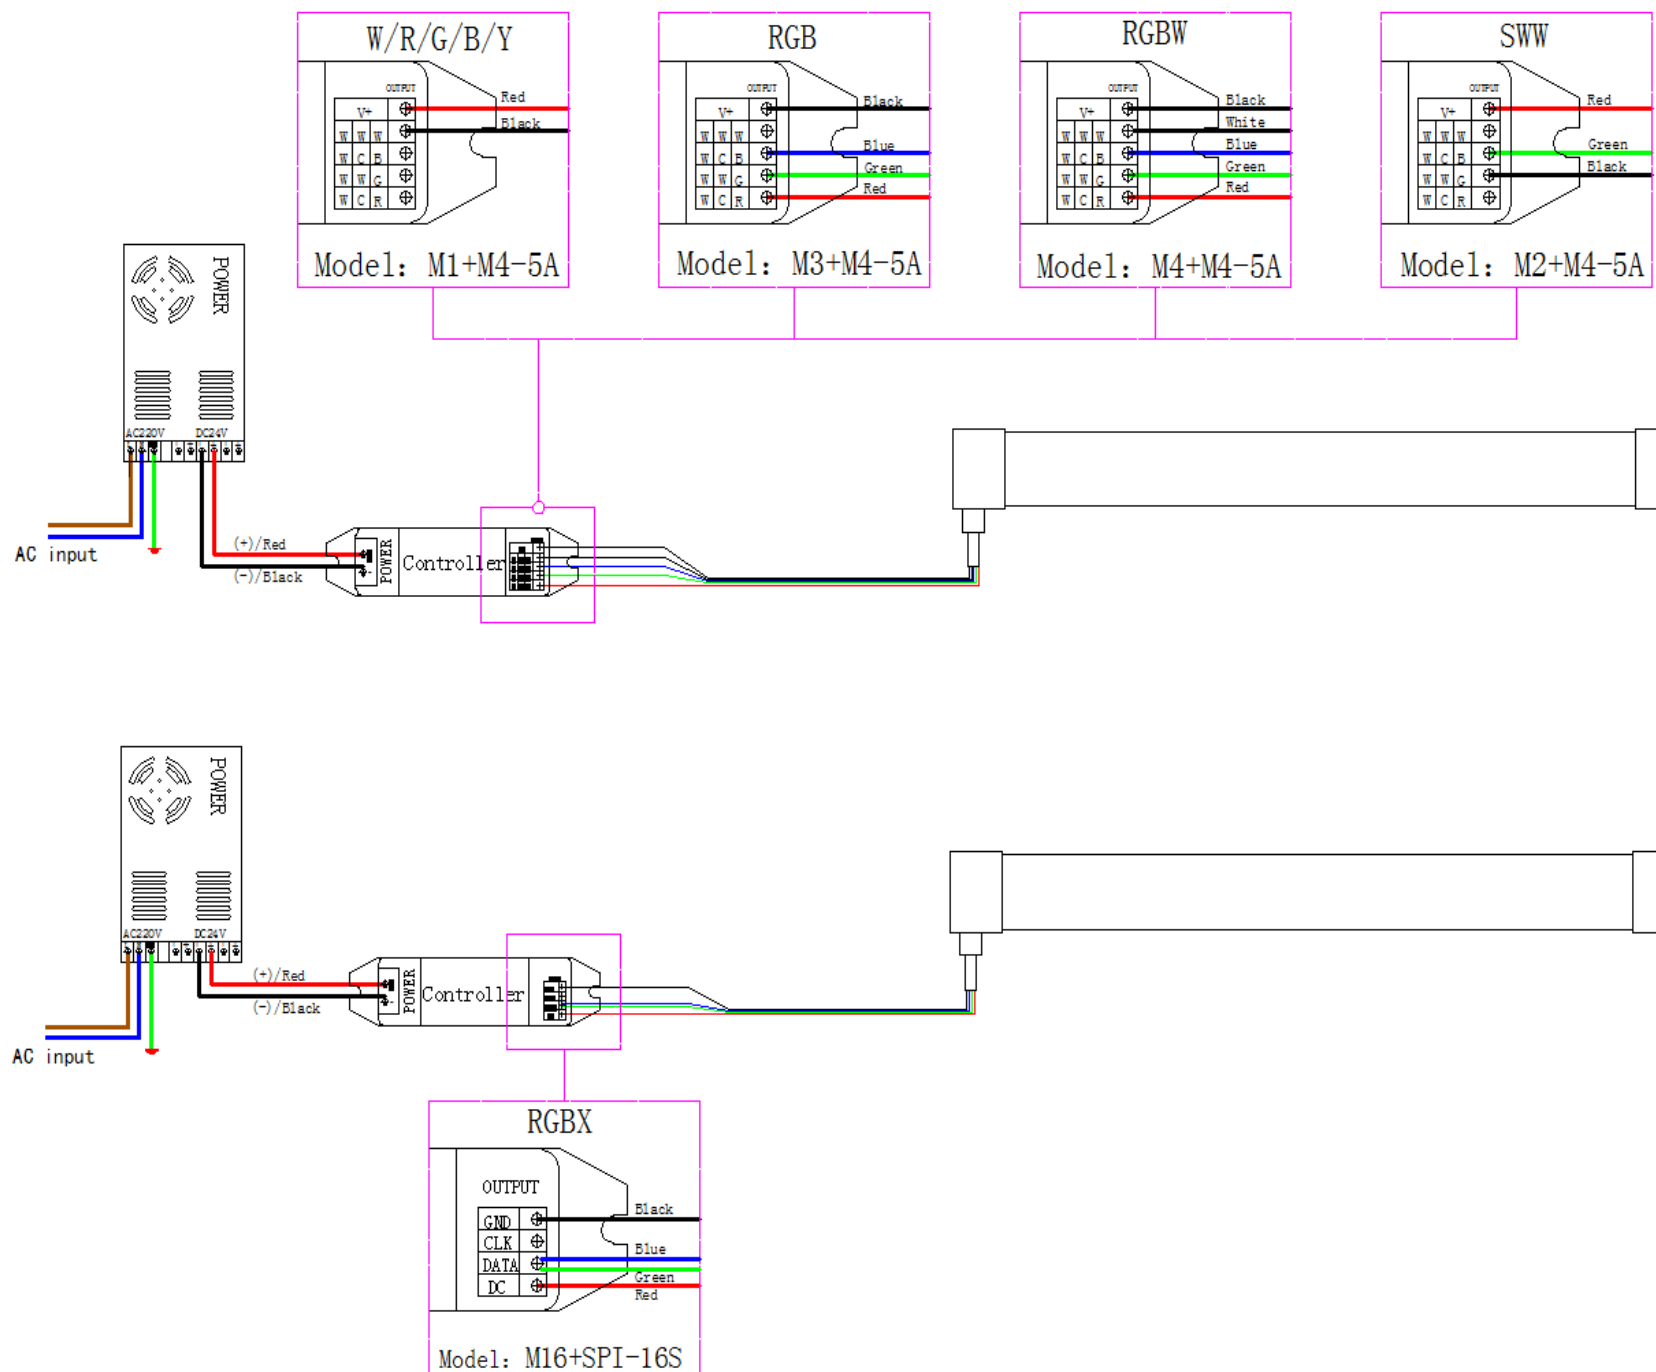 W/R/G/B/Y
OUTPUT
V+
Red
W W W
Black
W C B
W W G
W C R
Model: M1+M4-5A
RGB
OUTPUT
V+
Black
W W W
W C B
Blue
W W G
Green
W C R
Red
Model: M3+M4-5A
RGBW
OUTPUT
V+
Black
W W W
White
W C B
Blue
W W G
Green
W C R
Red
Model: M4+M4-5A
SWW
OUTPUT
V+
Red
W W W
W C B
Green
W W G
Black
W C R
Model: M2+M4-5A
POWER
AC220V DC24V
AC input
(+)/Red
(-)/Black
POWER
Controller
POWER
AC220V DC24V
AC input
(+)/Red
(-)/Black
POWER
Controller
RGBX
OUTPUT
GND
Black
CLK
Blue
DATA
Green
DC
Red
Model: M16+SPI-16S